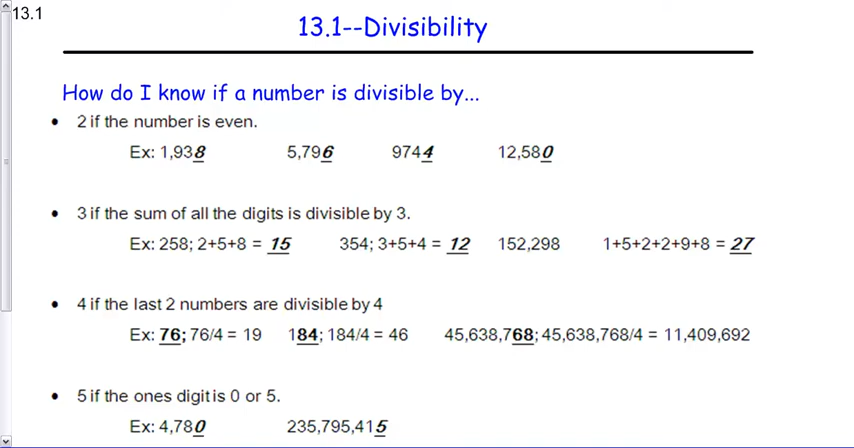 13.1
13.1--Divisibility
How do I know if a number is divisible by...
• 2 if the number is even.
Ex: 1,938 5,796 9744 12,580
• 3 if the sum of all the digits is divisible by 3.
Ex: 258; 2+5+8 = 15 354; 3+5+4 = 12 152,298 1+5+2+2+9+8 = 27
• 4 if the last 2 numbers are divisible by 4
Ex: 76; 76/4 = 19 184; 184/4 = 46 45,638,768; 45,638,768/4 = 11,409,692
• 5 if the ones digit is 0 or 5.
Ex: 4,780 235,795,415